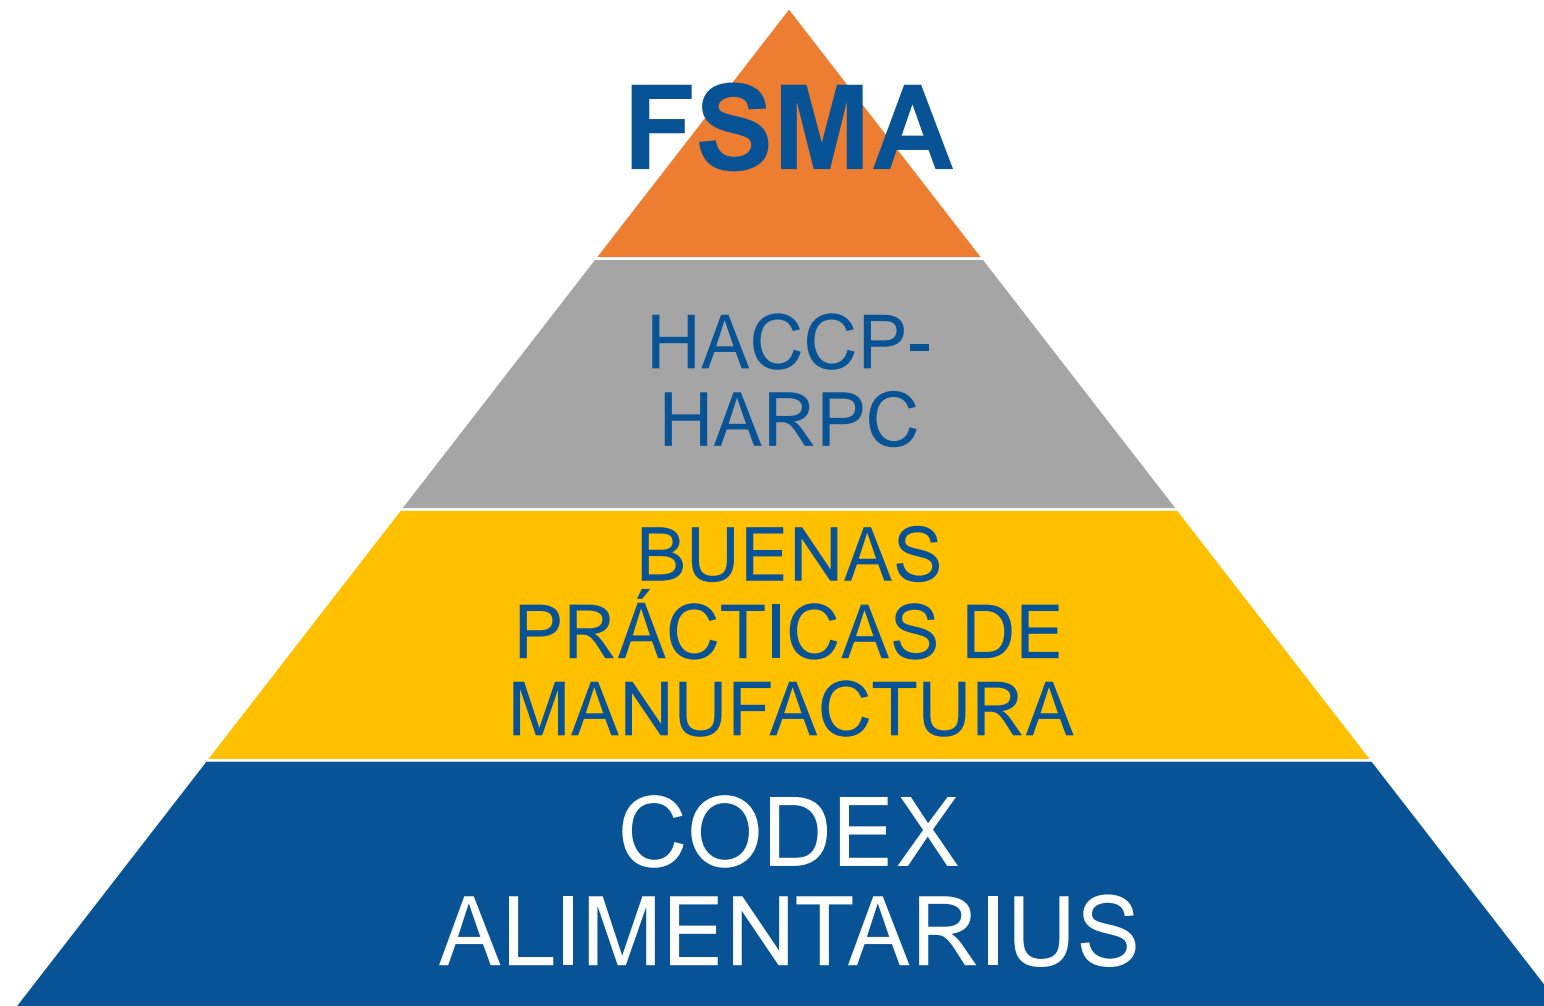 FSMA
HACCP-
HARPC
BUENAS
PRÁCTICAS DE
MANUFACTURA
CODEX
ALIMENTARIUS